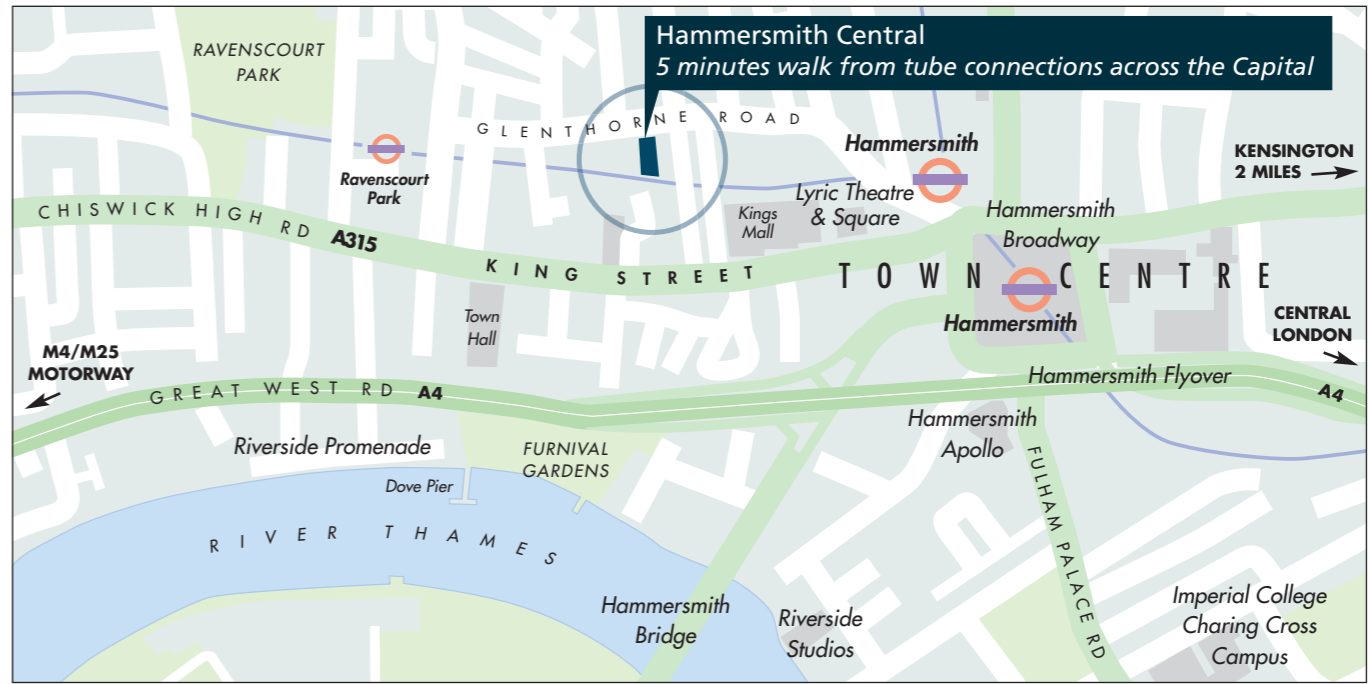 Hammersmith Central
5 minutes walk from tube connections across the Capital
RAVENSCOURT
PARK
GLENTHORNE ROAD
Hammersmith
KENSINGTON
2 MILES
Ravenscourt
Park
Lyric Theatre
& Square
Kings
Mall
CHISWICK HIGH RD A315
Hammersmith
Broadway
KING STREET
TOWN CENTRE
Town
Hall
Hammersmith
CENTRAL
LONDON
M4/M25
MOTORWAY
GREAT WEST RD A4
Hammersmith Flyover
A4
Hammersmith
Apollo
Riverside Promenade
FURNIVAL
GARDENS
Dove Pier
FULHAM PALACE RD
RIVER THAMES
Hammersmith
Bridge
Riverside
Studios
Imperial College
Charing Cross
Campus